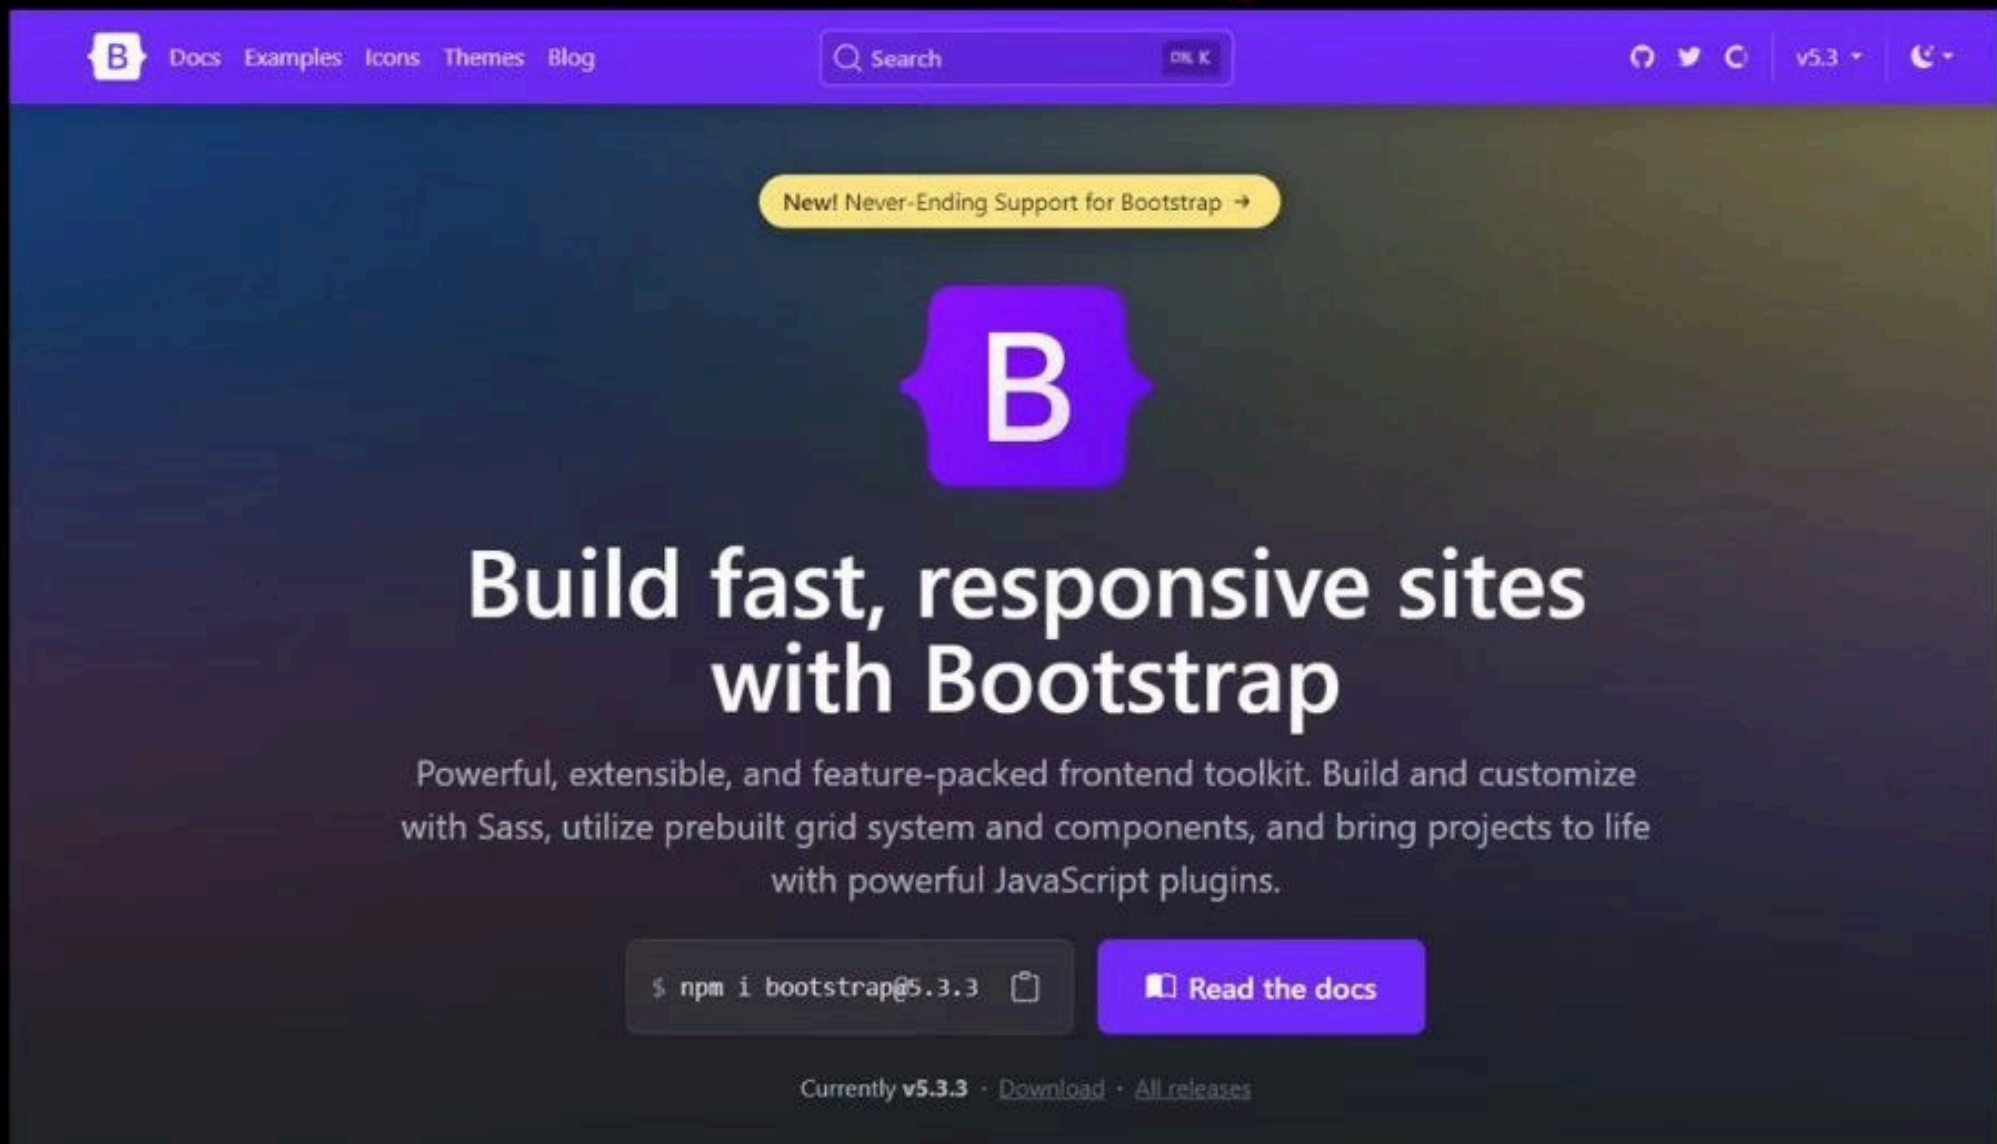 B Docs Examples Icons Themes Blog Search K v5.3
New! Never-Ending Support for Bootstrap →
B
Build fast, responsive sites
with Bootstrap
Powerful, extensible, and feature-packed frontend toolkit. Build and customize
with Sass, utilize prebuilt grid system and components, and bring projects to life
with powerful JavaScript plugins.
$ npm i bootstrap@5.3.3 Read the docs
Currently v5.3.3 · Download · All releases